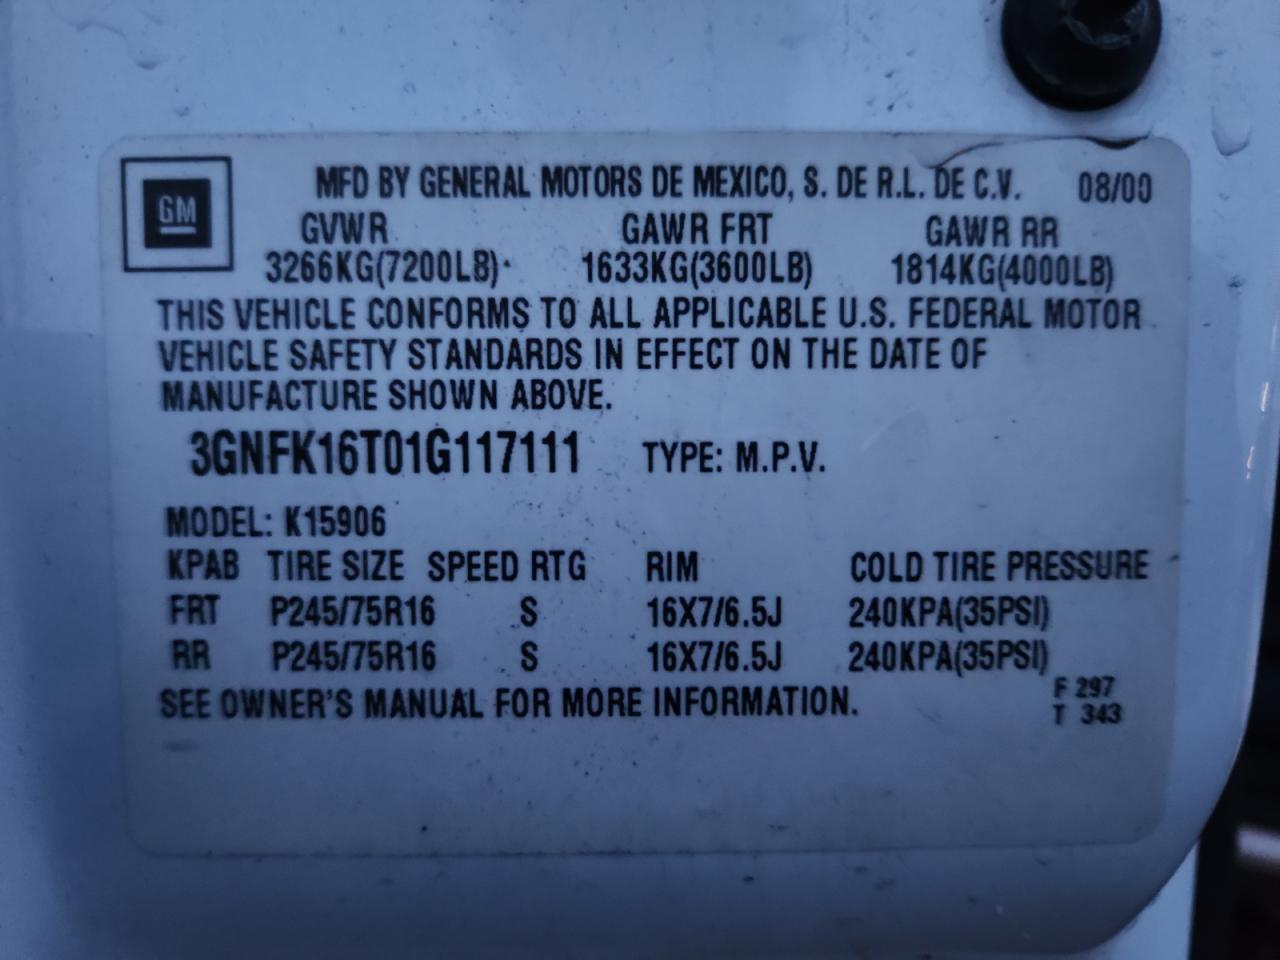 GM
MFD BY GENERAL MOTORS DE MEXICO, S. DE R.L. DE C.V. 08/00
GVWR GAWR FRT GAWR RR
3266KG(7200LB) 1633KG(3600LB) 1814KG(4000LB)
THIS VEHICLE CONFORMS TO ALL APPLICABLE U.S. FEDERAL MOTOR
VEHICLE SAFETY STANDARDS IN EFFECT ON THE DATE OF
MANUFACTURE SHOWN ABOVE.
3GNFK16T01G117111 TYPE: M.P.V.
MODEL: K15906
KPAB TIRE SIZE SPEED RTG RIM COLD TIRE PRESSURE
FRT P245/75R16 S 16X7/6.5J 240KPA(35PSI)
RR P245/75R16 S 16X7/6.5J 240KPA(35PSI)
SEE OWNER'S MANUAL FOR MORE INFORMATION.
F 297
T 343